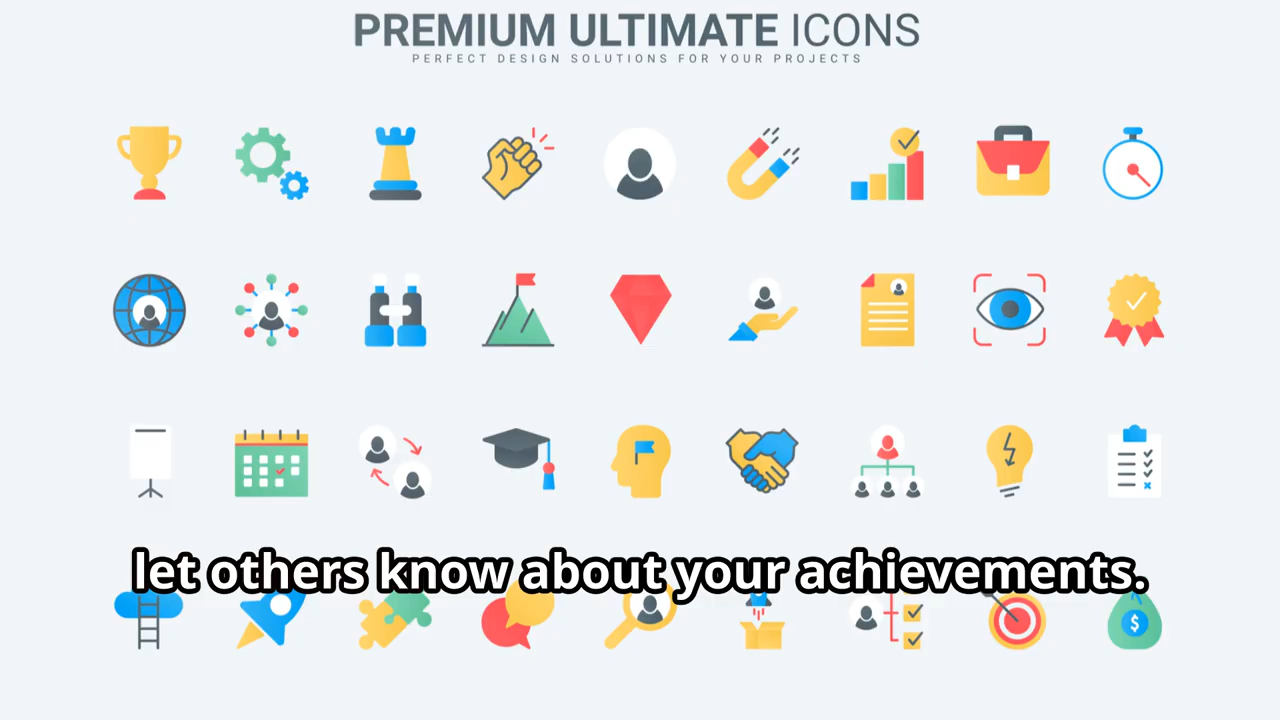 PREMIUM ULTIMATE ICONS
PERFECT DESIGN SOLUTIONS FOR YOUR PROJECTS
let others know about your achievements.
$